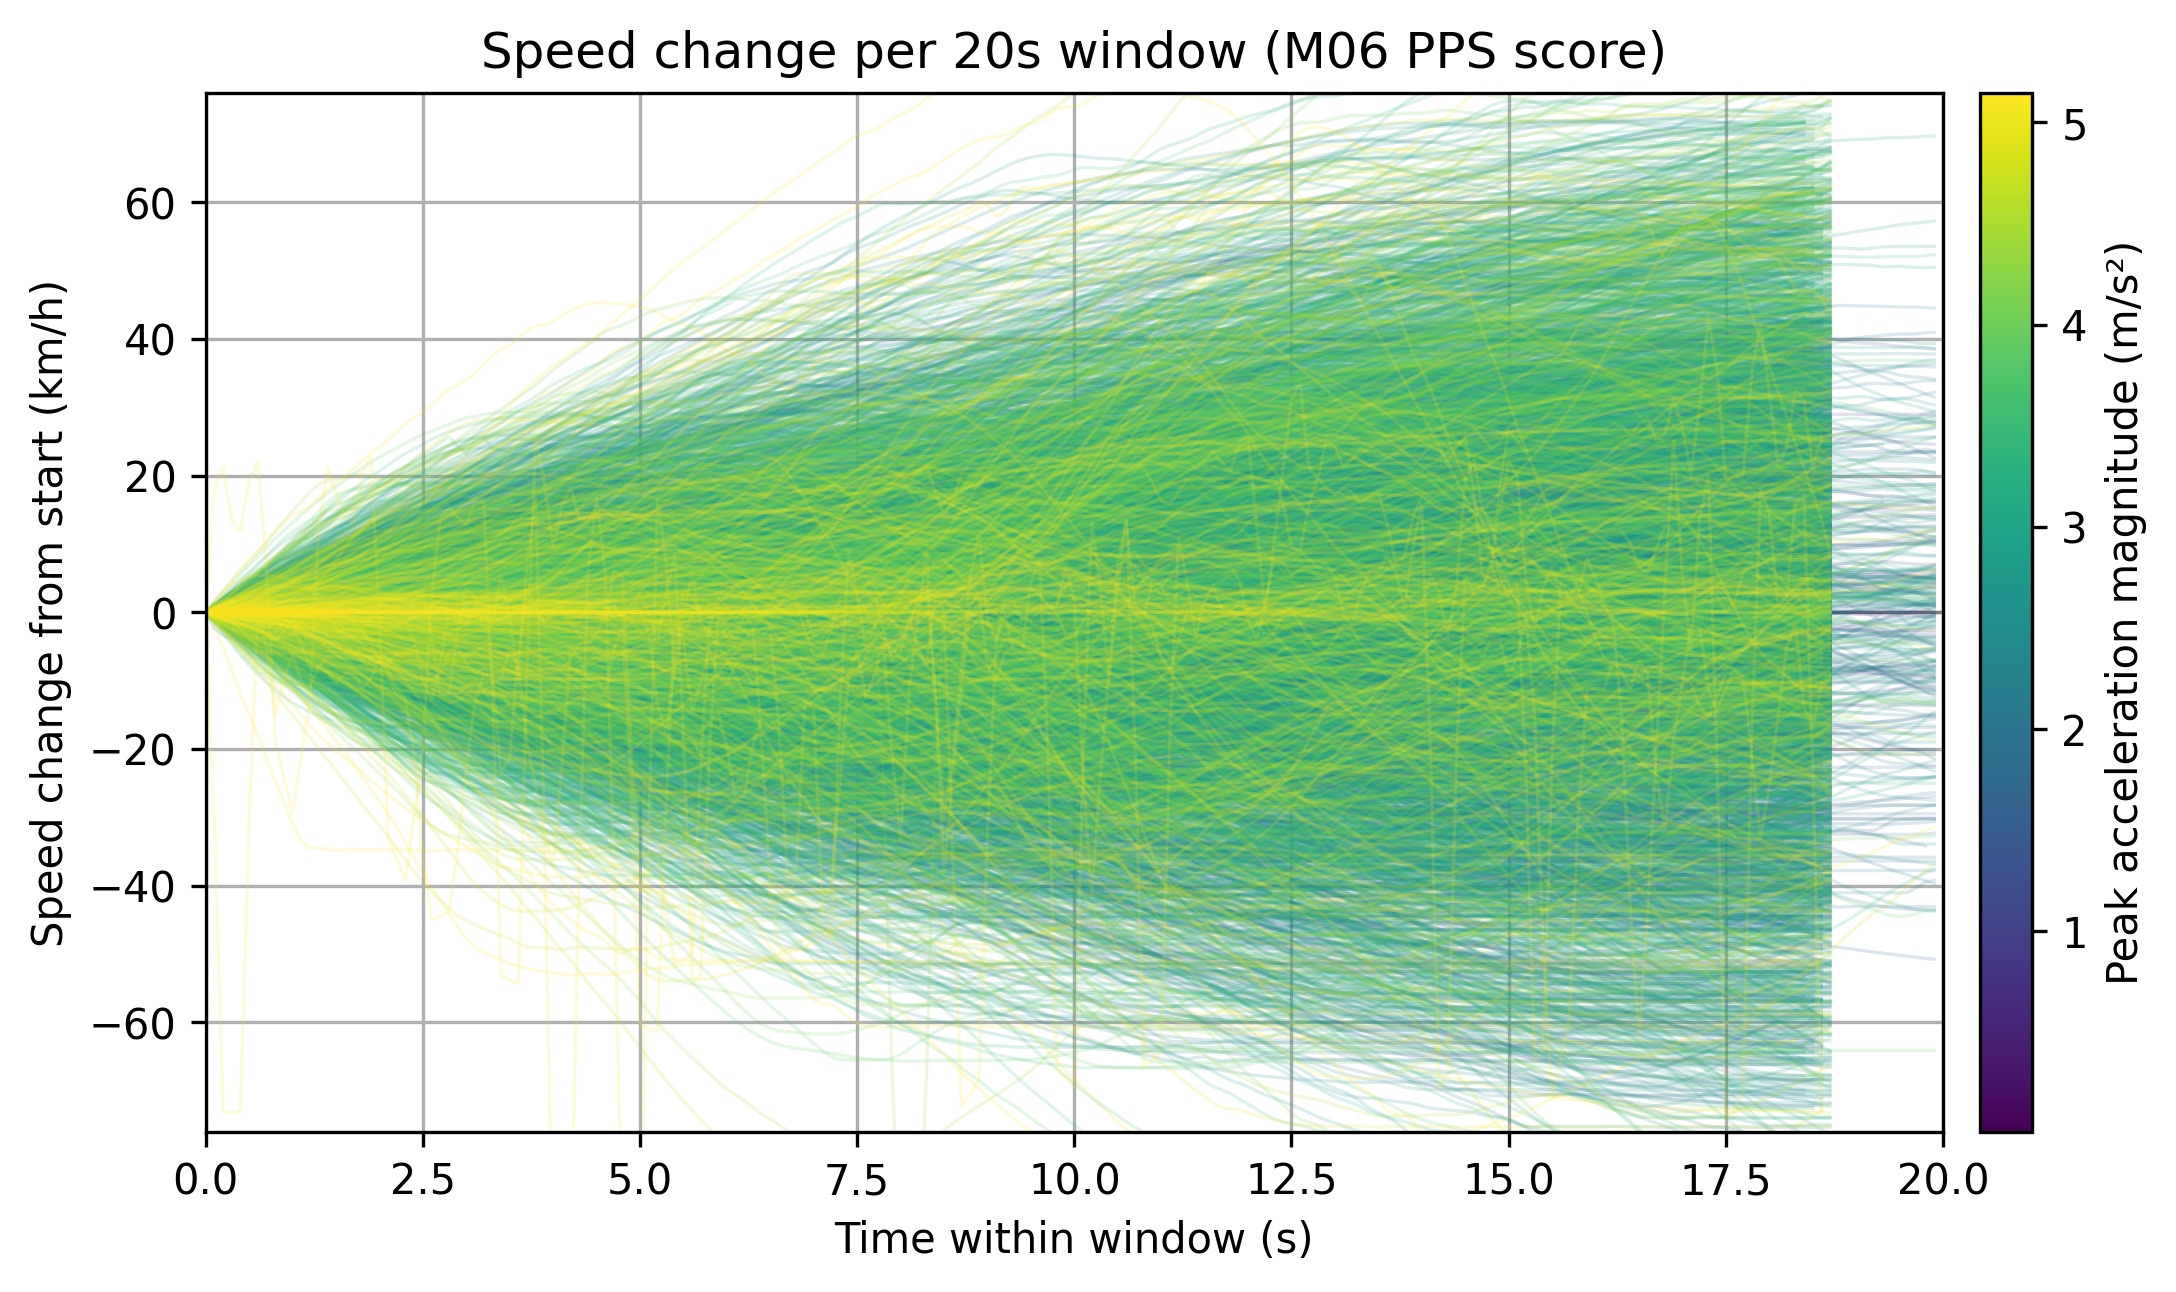 Speed change per 20s window (M06 PPS score)
Speed change from start (km/h)
60
40
20
0
−20
−40
−60
0.0 2.5 5.0 7.5 10.0 12.5 15.0 17.5 20.0
Time within window (s)
5
4
3
2
1
Peak acceleration magnitude (m/s²)